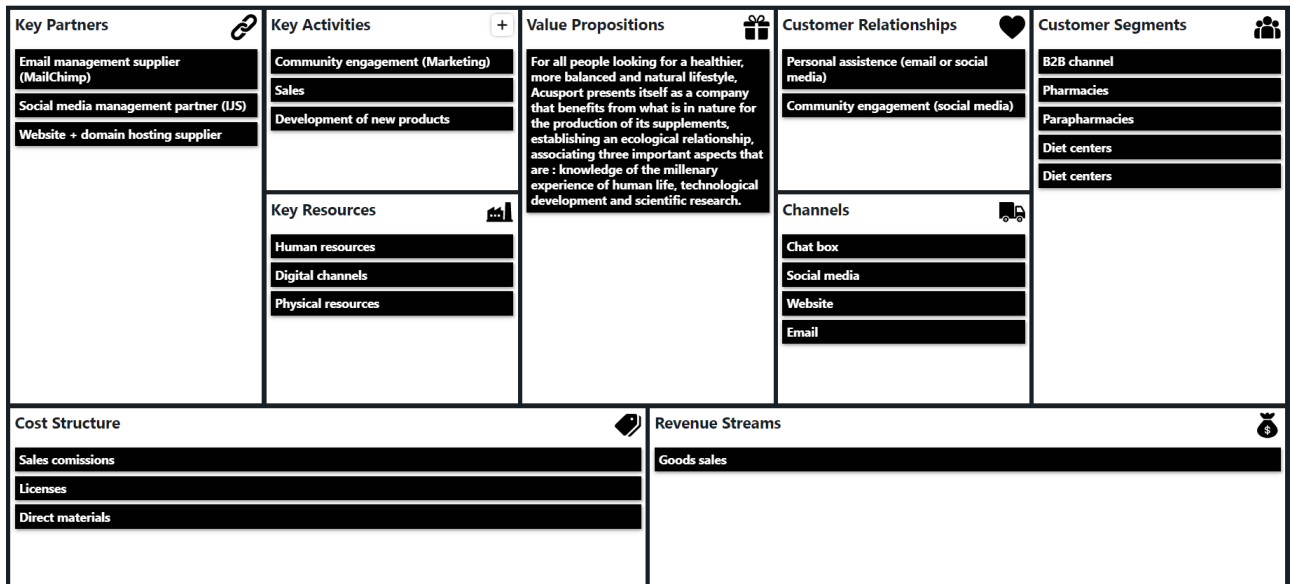 Key Partners
Email management supplier
(MailChimp)
Social media management partner (IJS)
Website + domain hosting supplier
Key Activities
+
Community engagement (Marketing)
Sales
Development of new products
Key Resources
Human resources
Digital channels
Physical resources
Value Propositions
For all people looking for a healthier,
more balanced and natural lifestyle,
Acusport presents itself as a company
that benefits from what is in nature for
the production of its supplements,
establishing an ecological relationship,
associating three important aspects that
are : knowledge of the millenary
experience of human life, technological
development and scientific research.
Customer Relationships
Personal assistence (email or social
media)
Community engagement (social media)
Channels
Chat box
Social media
Website
Email
Customer Segments
B2B channel
Pharmacies
Parapharmacies
Diet centers
Diet centers
Cost Structure
Sales comissions
Licenses
Direct materials
Revenue Streams
$
Goods sales